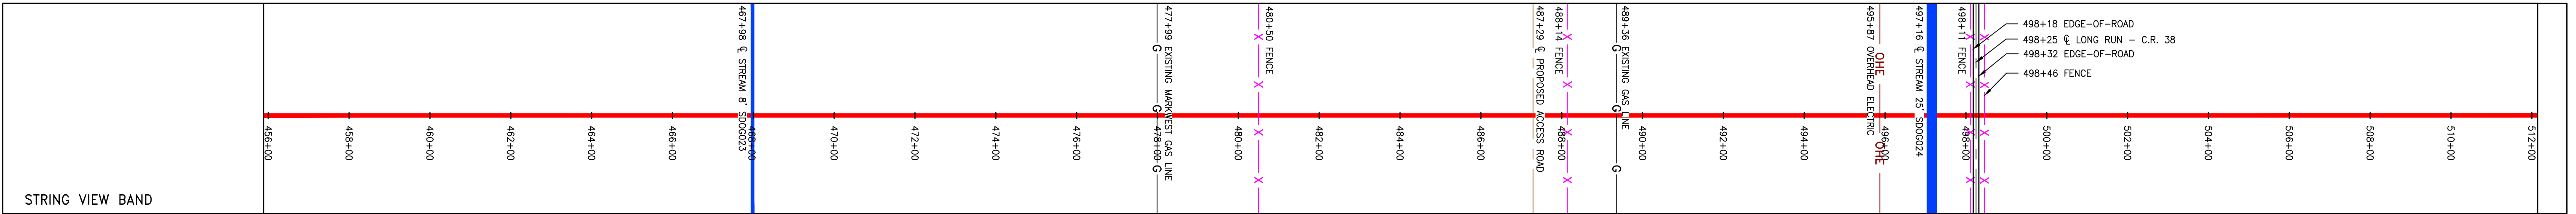 467+98 ℄ STREAM 8' SDOG023
477+99 EXISTING MARKWEST GAS LINE
G
G
G
480+50 FENCE
487+29 ℄ PROPOSED ACCESS ROAD
488+14 FENCE
489+36 EXISTING GAS LINE
G
G
G
495+87 OVERHEAD ELECTRIC
OHE
OHE
497+16 ℄ STREAM 25' SDOG024
498+11 FENCE
498+18 EDGE-OF-ROAD
498+25 ℄ LONG RUN - C.R. 38
498+32 EDGE-OF-ROAD
498+46 FENCE
456+00
458+00
460+00
462+00
464+00
466+00
468+00
470+00
472+00
474+00
476+00
478+00
480+00
482+00
484+00
486+00
488+00
490+00
492+00
494+00
496+00
498+00
500+00
502+00
504+00
506+00
508+00
510+00
512+00
STRING VIEW BAND